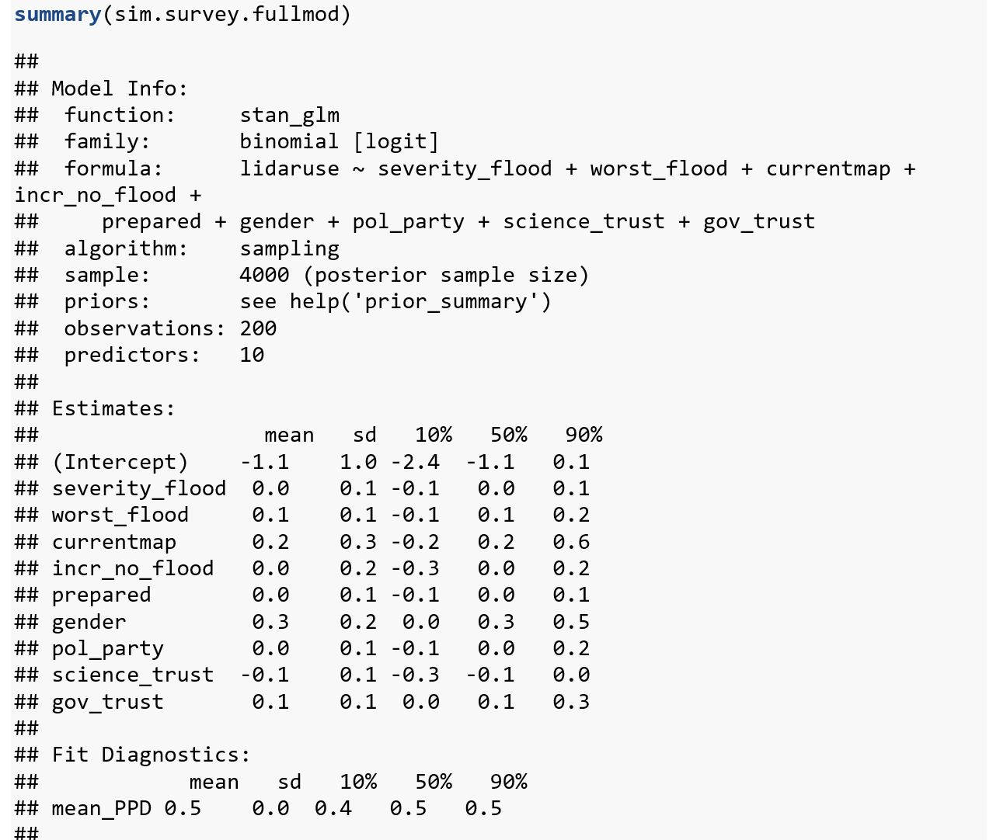 summary(sim.survey.fullmod)
##
## Model Info:
##  function:     stan_glm
##  family:       binomial [logit]
##  formula:      lidaruse ~ severity_flood + worst_flood + currentmap +
incr_no_flood +
##     prepared + gender + pol_party + science_trust + gov_trust
##  algorithm:    sampling
##  sample:       4000 (posterior sample size)
##  priors:       see help('prior_summary')
##  observations: 200
##  predictors:   10
##
## Estimates:
##                  mean   sd   10%   50%   90%
## (Intercept)    -1.1    1.0 -2.4  -1.1   0.1
## severity_flood  0.0    0.1 -0.1   0.0   0.1
## worst_flood     0.1    0.1 -0.1   0.1   0.2
## currentmap      0.2    0.3 -0.2   0.2   0.6
## incr_no_flood   0.0    0.2 -0.3   0.0   0.2
## prepared        0.0    0.1 -0.1   0.0   0.1
## gender          0.3    0.2  0.0   0.3   0.5
## pol_party       0.0    0.1 -0.1   0.0   0.2
## science_trust  -0.1    0.1 -0.3  -0.1   0.0
## gov_trust       0.1    0.1  0.0   0.1   0.3
##
## Fit Diagnostics:
##            mean   sd   10%   50%   90%
## mean_PPD 0.5    0.0  0.4   0.5   0.5
##